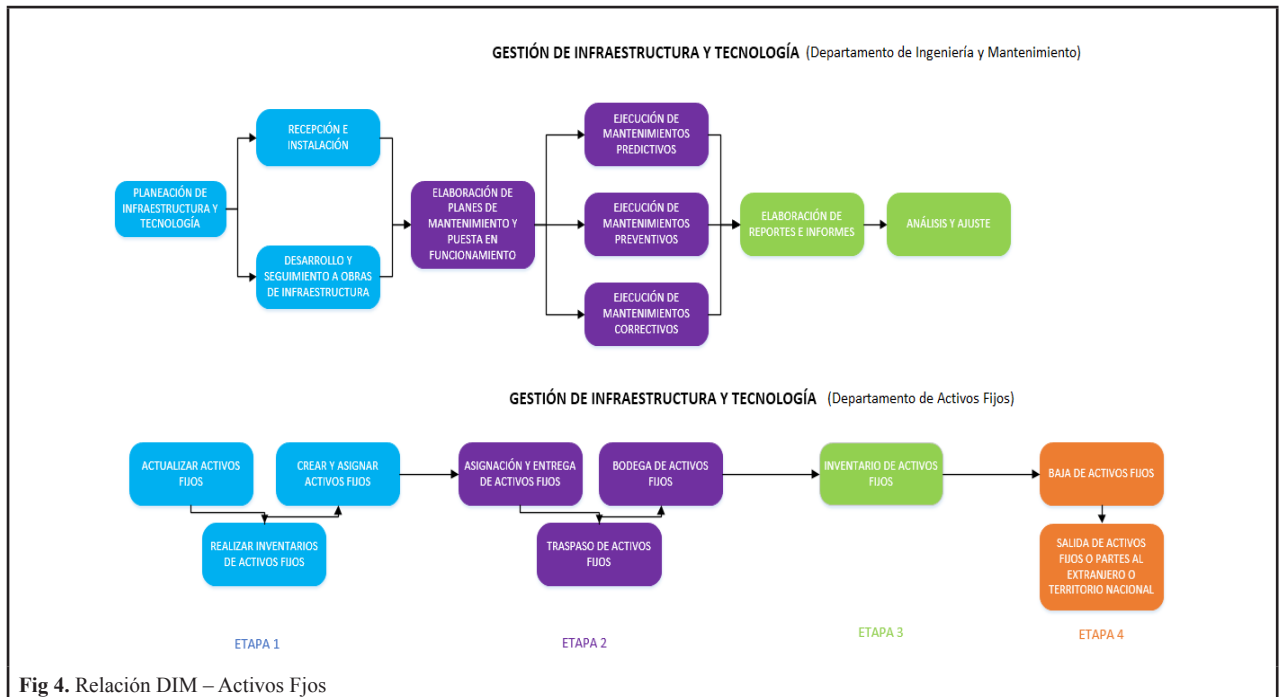 GESTIÓN DE INFRAESTRUCTURA Y TECNOLOGÍA (Departamento de Ingeniería y Mantenimiento)
PLANEACIÓN DE
INFRAESTRUCTURA Y
TECNOLOGÍA
RECEPCIÓN E
INSTALACIÓN
DESARROLLO Y
SEGUIMIENTO A OBRAS
DE INFRAESTRUCTURA
ELABORACIÓN DE
PLANES DE
MANTENIMIENTO Y
PUESTA EN
FUNCIONAMIENTO
EJECUCIÓN DE
MANTENIMIENTOS
PREDICTIVOS
EJECUCIÓN DE
MANTENIMIENTOS
PREVENTIVOS
EJECUCIÓN DE
MANTENIMIENTOS
CORRECTIVOS
ELABORACIÓN DE
REPORTES E INFORMES
ANÁLISIS Y AJUSTE
GESTIÓN DE INFRAESTRUCTURA Y TECNOLOGÍA (Departamento de Activos Fijos)
ACTUALIZAR ACTIVOS
FIJOS
REALIZAR INVENTARIOS
DE ACTIVOS FIJOS
CREAR Y ASIGNAR
ACTIVOS FIJOS
ASIGNACIÓN Y ENTREGA
DE ACTIVOS FIJOS
TRASPASO DE ACTIVOS
FIJOS
BODEGA DE ACTIVOS
FIJOS
INVENTARIO DE ACTIVOS
FIJOS
BAJA DE ACTIVOS FIJOS
SALIDA DE ACTIVOS
FIJOS O PARTES AL
EXTRANJERO O
TERRITORIO NACIONAL
ETAPA 1
ETAPA 2
ETAPA 3
ETAPA 4
Fig 4. Relación DIM – Activos Fjos